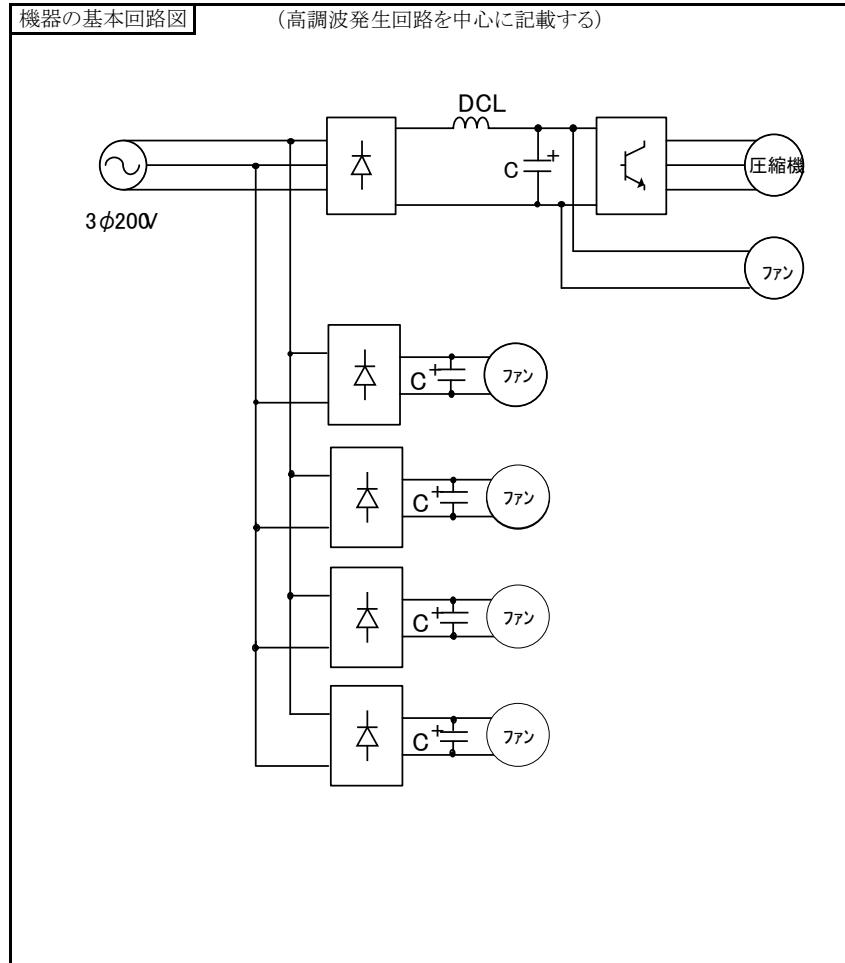 機器の基本回路図 (高調波発生回路を中心に記載する)
DCL
C +
圧縮機
3φ200V
ファン
C + ファン
C + ファン
C + ファン
C + ファン